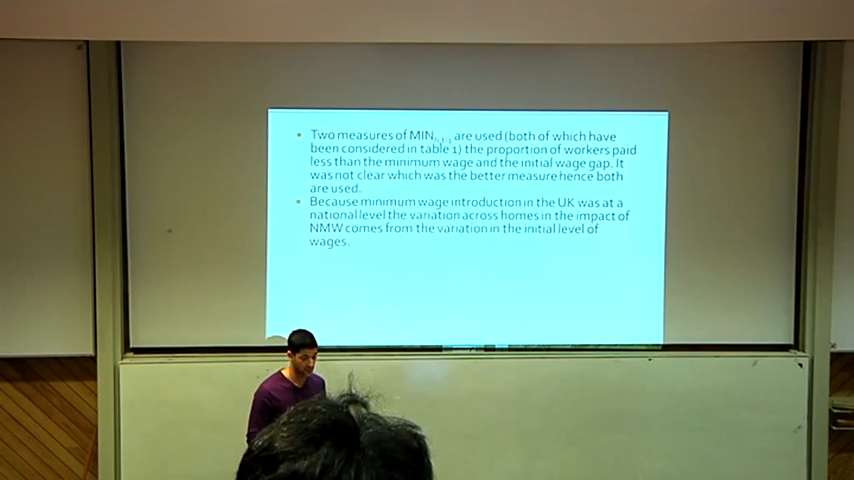 Two measures of MINi, t-1 are used (both of which have
been considered in table 1) the proportion of workers paid
less than the minimum wage and the initial wage gap. It
was not clear which was the better measure hence both
are used.
Because minimum wage introduction in the UK was at a
national level the variation across homes in the impact of
NMW comes from the variation in the initial level of
wages.